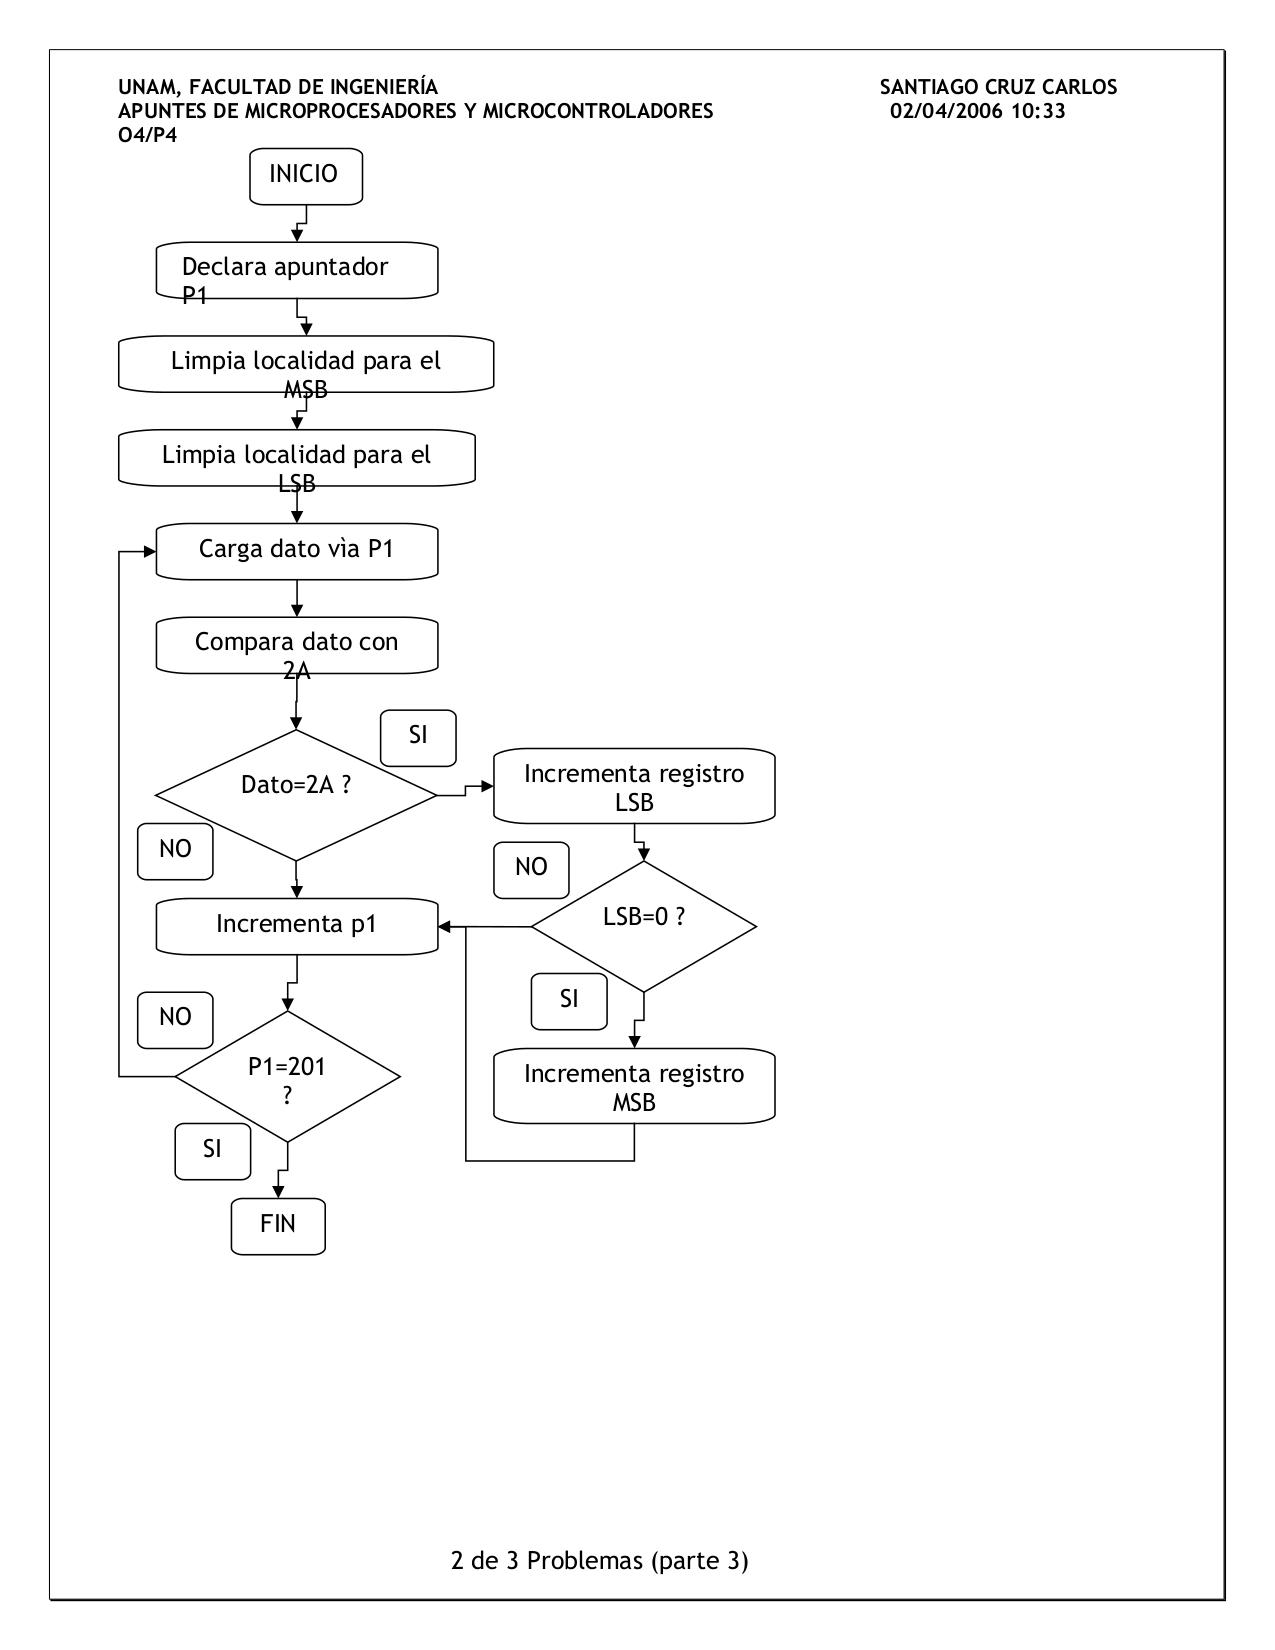 UNAM, FACULTAD DE INGENIERÍA SANTIAGO CRUZ CARLOS
APUNTES DE MICROPROCESADORES Y MICROCONTROLADORES 02/04/2006 10:33
O4/P4
INICIO
Declara apuntador
P1
Limpia localidad para el
MSB
Limpia localidad para el
LSB
Carga dato vìa P1
Compara dato con
2A
SI
Dato=2A ?
Incrementa registro
LSB
NO
NO
LSB=0 ?
Incrementa p1
SI
NO
P1=201
?
Incrementa registro
MSB
SI
FIN
2 de 3 Problemas (parte 3)